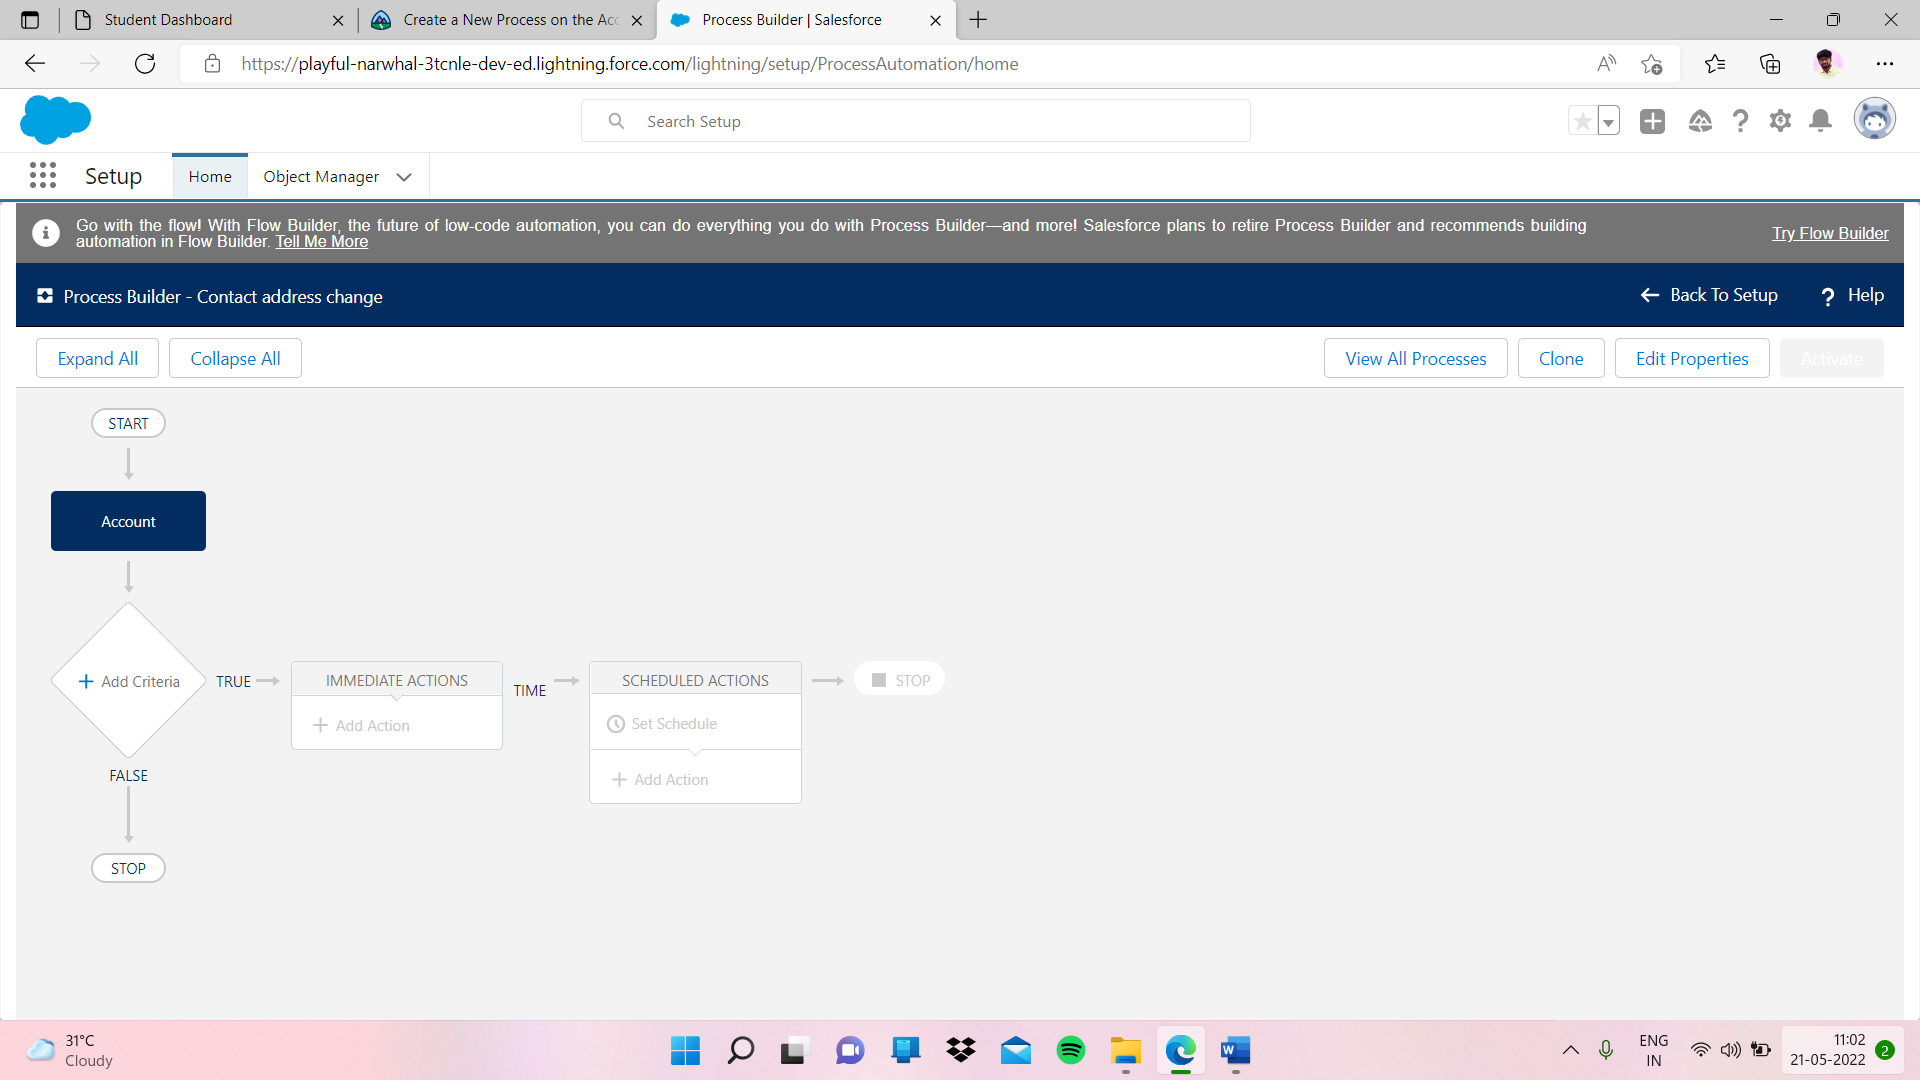 Student Dashboard
Create a New Process on the Acc
Process Builder | Salesforce
https://playful-narwhal-3tcnle-dev-ed.lightning.force.com/lightning/setup/ProcessAutomation/home
Search Setup
Setup
Home
Object Manager
Go with the flow! With Flow Builder, the future of low-code automation, you can do everything you do with Process Builder—and more! Salesforce plans to retire Process Builder and recommends building
automation in Flow Builder. Tell Me More
Try Flow Builder
Process Builder - Contact address change
Back To Setup
? Help
Expand All
Collapse All
View All Processes
Clone
Edit Properties
Activate
START
Account
+ Add Criteria
TRUE
IMMEDIATE ACTIONS
+ Add Action
TIME
SCHEDULED ACTIONS
Set Schedule
+ Add Action
STOP
FALSE
STOP
31°C
Cloudy
ENG
IN
11:02
21-05-2022
2